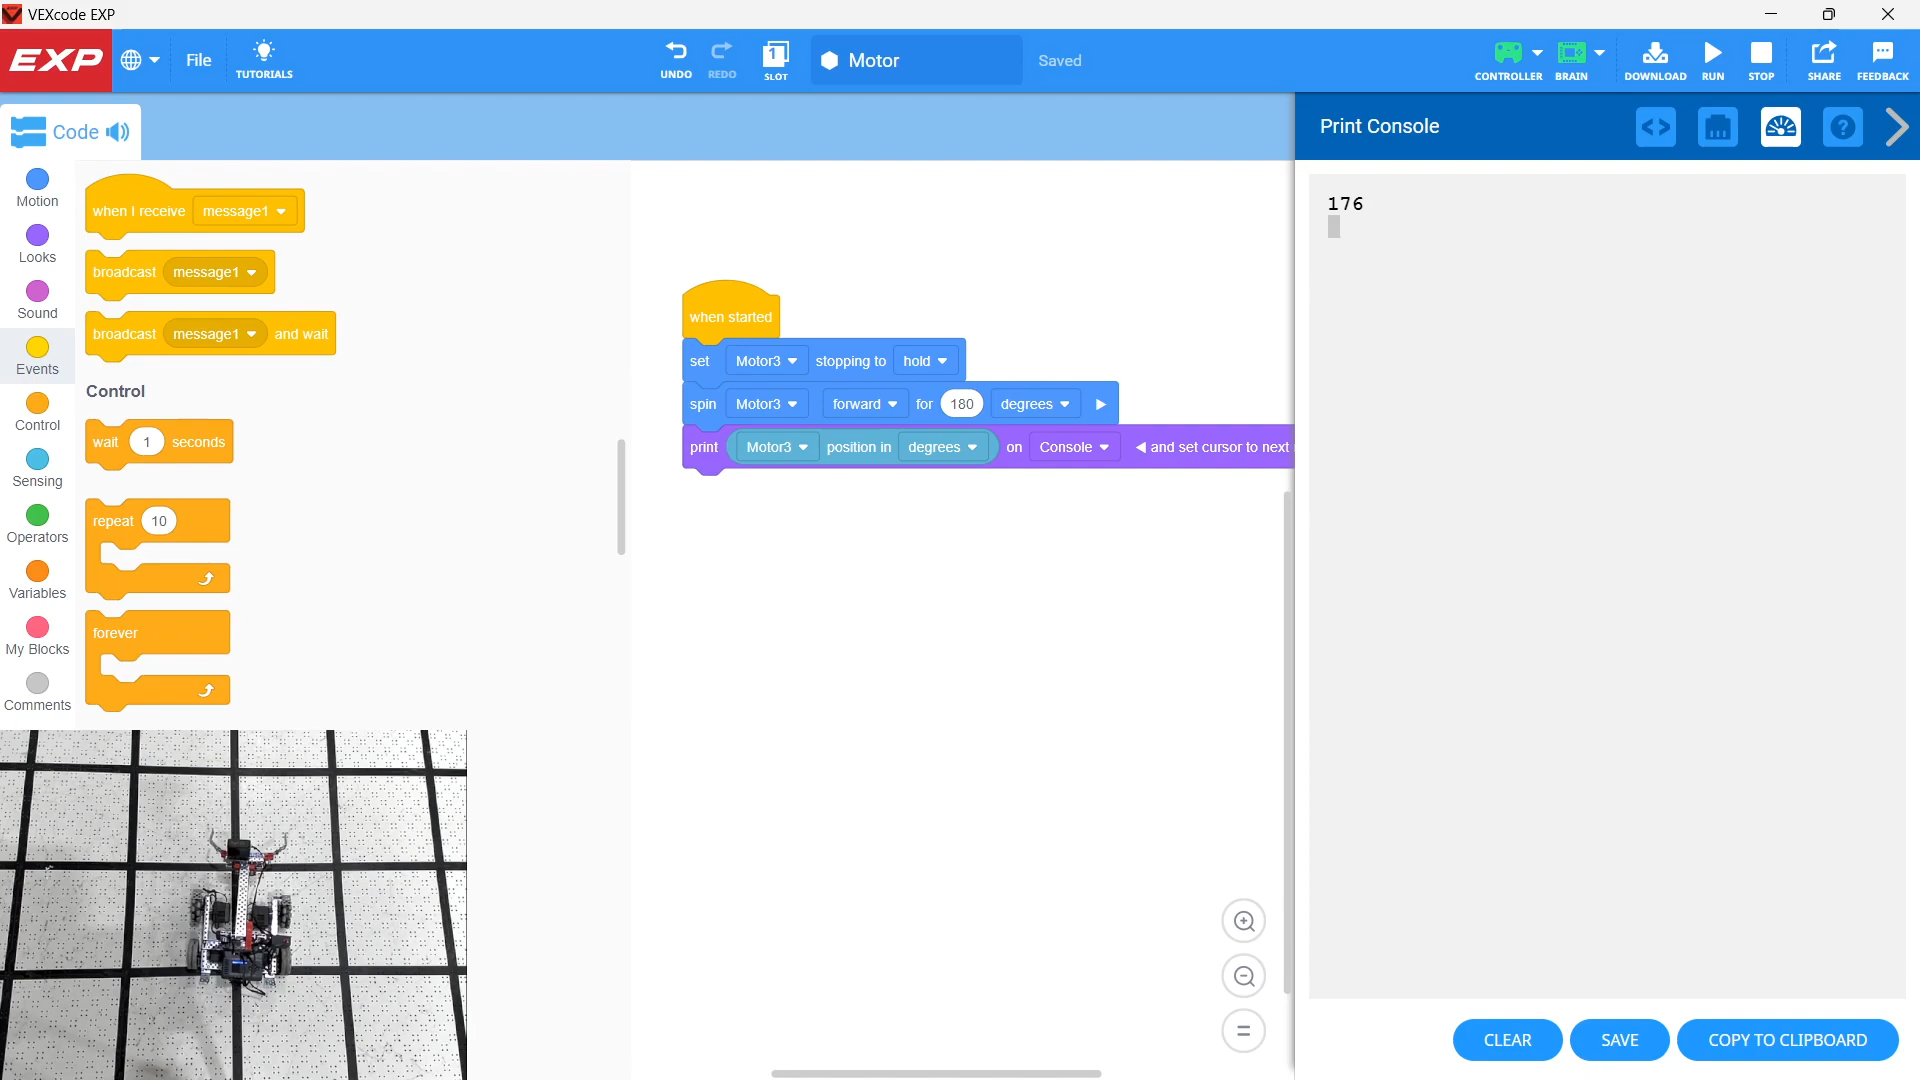 VEXcode EXP
EXP
File
TUTORIALS
UNDO
REDO
1
SLOT
Motor
Saved
CONTROLLER
BRAIN
DOWNLOAD
RUN
STOP
SHARE
FEEDBACK
Code
Print Console
Motion
Looks
Sound
Events
Control
Sensing
Operators
Variables
My Blocks
Comments
when I receive message1
broadcast message1
broadcast message1 and wait
Control
wait 1 seconds
repeat 10
forever
when started
set Motor3 stopping to hold
spin Motor3 forward for 180 degrees
print Motor3 position in degrees on Console and set cursor to next
176
CLEAR
SAVE
COPY TO CLIPBOARD